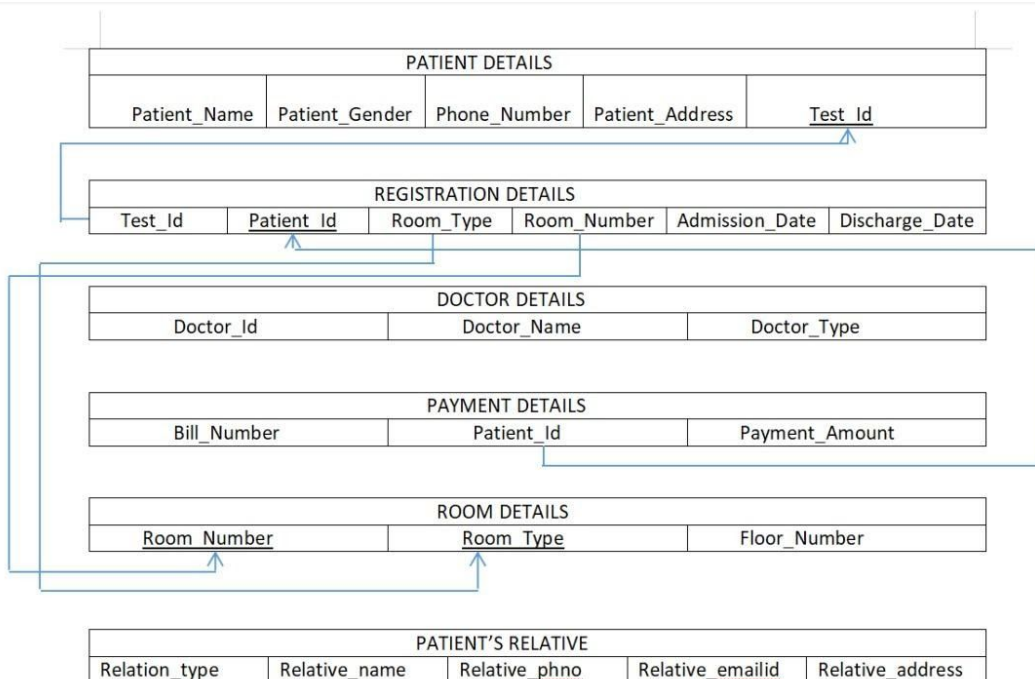 PATIENT DETAILS
Patient_Name Patient_Gender Phone_Number Patient_Address Test_Id
REGISTRATION DETAILS
Test_Id Patient_Id Room_Type Room_Number Admission_Date Discharge_Date
DOCTOR DETAILS
Doctor_Id Doctor_Name Doctor_Type
PAYMENT DETAILS
Bill_Number Patient_Id Payment_Amount
ROOM DETAILS
Room_Number Room_Type Floor_Number
PATIENT’S RELATIVE
Relation_type Relative_name Relative_phno Relative_emailid Relative_address